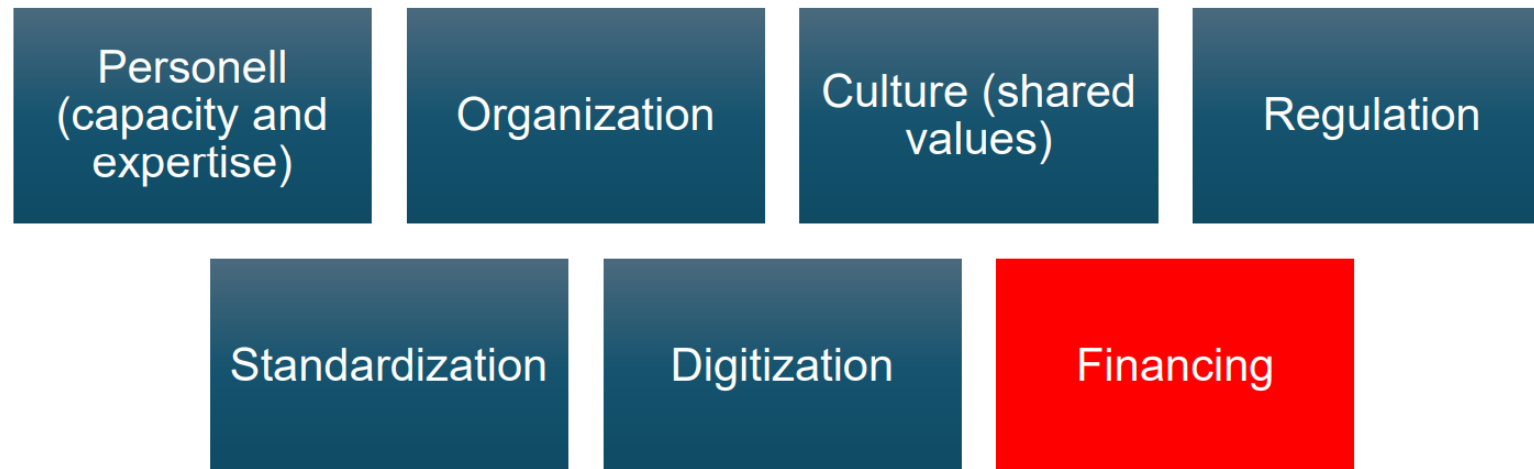 Personell
(capacity and
expertise)
Organization
Culture (shared
values)
Regulation
Standardization
Digitization
Financing